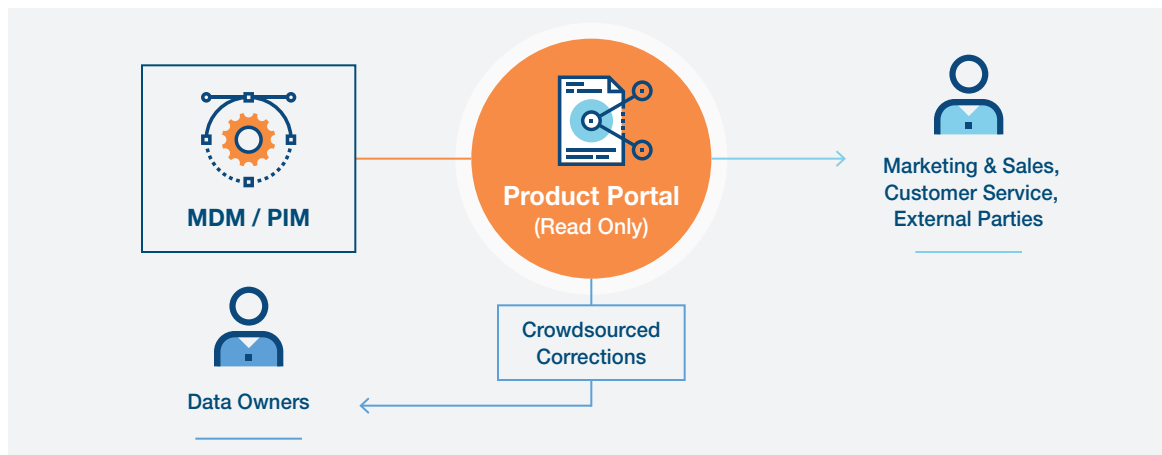 MDM / PIM
Product Portal
(Read Only)
Marketing & Sales,
Customer Service,
External Parties
Crowdsourced
Corrections
Data Owners